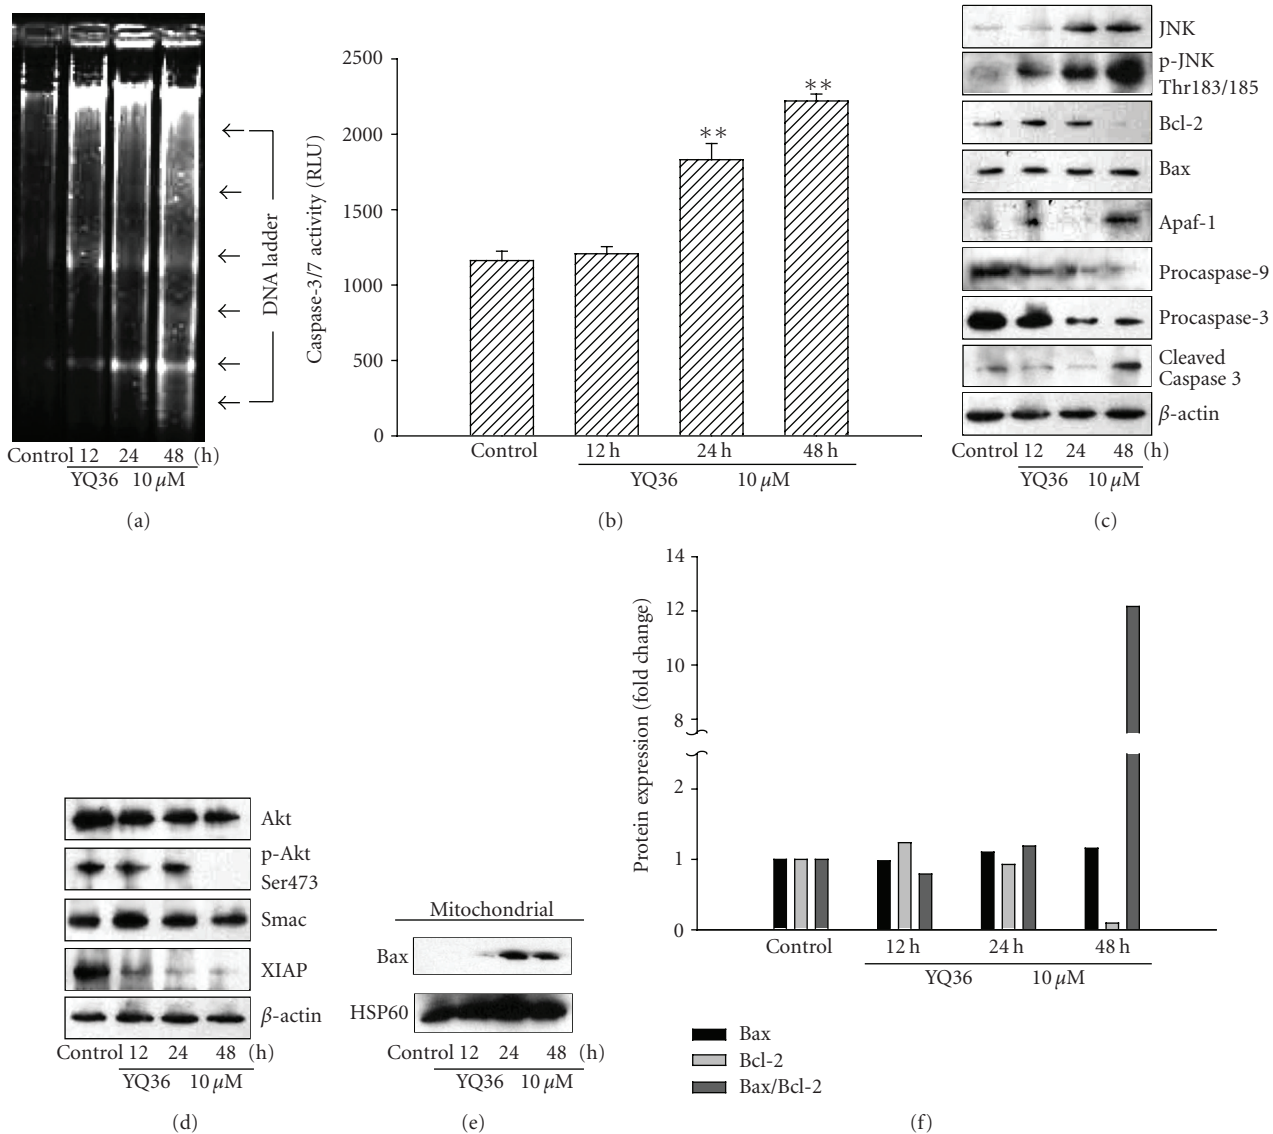 DNA ladder
Control 12 24 48 (h)
YQ36 10 μM
(a)
Caspase-3/7 activity (RLU)
2500
2000
1500
1000
500
0
**
**
Control 12 h 24 h 48 h
YQ36 10 μM
(b)
JNK
p-JNK
Thr183/185
Bcl-2
Bax
Apaf-1
Procaspase-9
Procaspase-3
Cleaved
Caspase 3
β-actin
Control 12 24 48 (h)
YQ36 10 μM
(c)
Akt
p-Akt
Ser473
Smac
XIAP
β-actin
Control 12 24 48 (h)
YQ36 10 μM
(d)
Mitochondrial
Bax
HSP60
Control 12 24 48 (h)
YQ36 10 μM
(e)
Protein expression (fold change)
14
12
10
8
2
1
0
Control 12 h 24 h 48 h
YQ36 10 μM
Bax
Bcl-2
Bax/Bcl-2
(f)